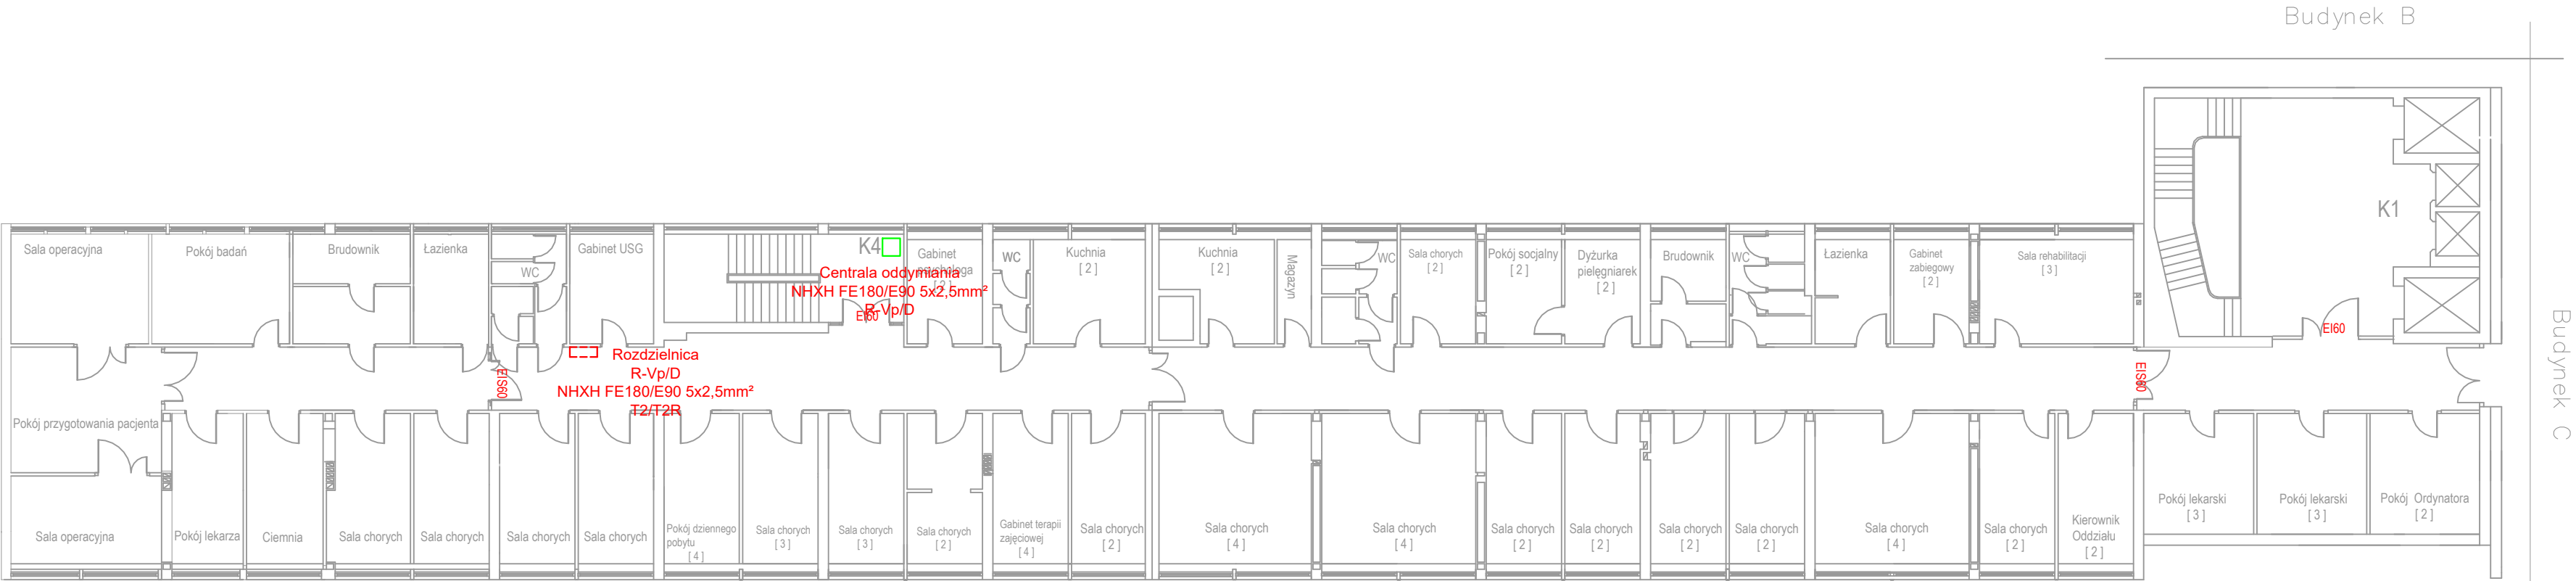 Budynek B
K1
EI60
Budynek C
Sala operacyjna
Pokój badań
Brudownik
Łazienka
WC
Gabinet USG
K4
Centrala oddymiania
NHXH FE180/E90 5x2,5mm²
R-Vp/D
EI60
Gabinet
psychologa
[ 2 ]
WC
Kuchnia
[ 2 ]
Kuchnia
[ 2 ]
Magazyn
WC
Sala chorych
[ 2 ]
Pokój socjalny
[ 2 ]
Dyżurka
pielęgniarek
[ 2 ]
Brudownik
WC
Łazienka
Gabinet
zabiegowy
[ 2 ]
Sala rehabilitacji
[ 3 ]
EIS60
Rozdzielnica
R-Vp/D
NHXH FE180/E90 5x2,5mm²
T2/T2R
EIS60
Pokój przygotowania pacjenta
Sala operacyjna
Pokój lekarza
Ciemnia
Sala chorych
Sala chorych
Sala chorych
Sala chorych
Pokój dziennego
pobytu
[ 4 ]
Sala chorych
[ 3 ]
Sala chorych
[ 3 ]
Sala chorych
[ 2 ]
Gabinet terapii
zajęciowej
[ 4 ]
Sala chorych
[ 2 ]
Sala chorych
[ 4 ]
Sala chorych
[ 4 ]
Sala chorych
[ 2 ]
Sala chorych
[ 2 ]
Sala chorych
[ 2 ]
Sala chorych
[ 2 ]
Sala chorych
[ 4 ]
Sala chorych
[ 2 ]
Kierownik
Oddziału
[ 2 ]
Pokój lekarski
[ 3 ]
Pokój lekarski
[ 3 ]
Pokój Ordynatora
[ 2 ]